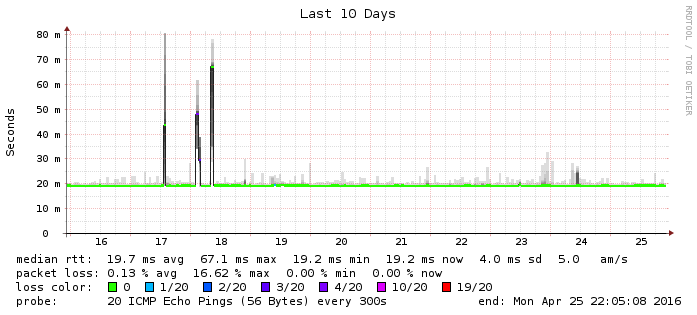 Last 10 Days
RRDTOOL / TOBI OETIKER
Seconds
80 m
70 m
60 m
50 m
40 m
30 m
20 m
10 m
0
16 17 18 19 20 21 22 23 24 25
median rtt: 19.7 ms avg 67.1 ms max 19.2 ms min 19.2 ms now 4.0 ms sd 5.0 am/s
packet loss: 0.13 % avg 16.62 % max 0.00 % min 0.00 % now
loss color: 0 1/20 2/20 3/20 4/20 10/20 19/20
probe: 20 ICMP Echo Pings (56 Bytes) every 300s end: Mon Apr 25 22:05:08 2016